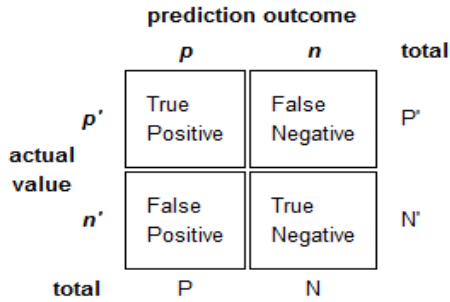 prediction outcome
p n total
p' True Positive False Negative P'
actual value
n' False Positive True Negative N'
total P N